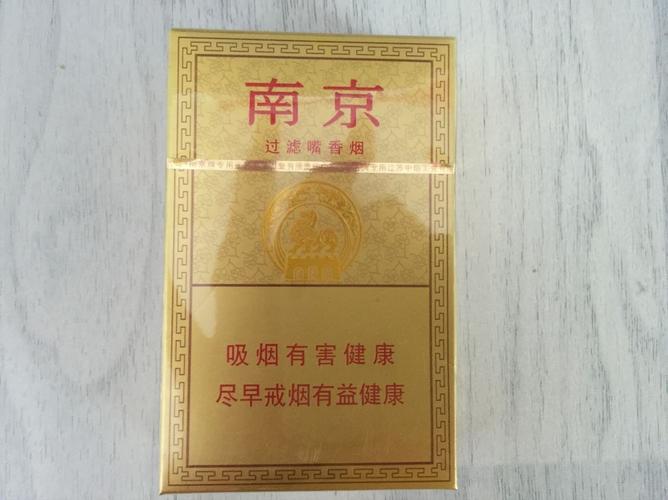 南京
过滤嘴香烟
吸烟有害健康
尽早戒烟有益健康